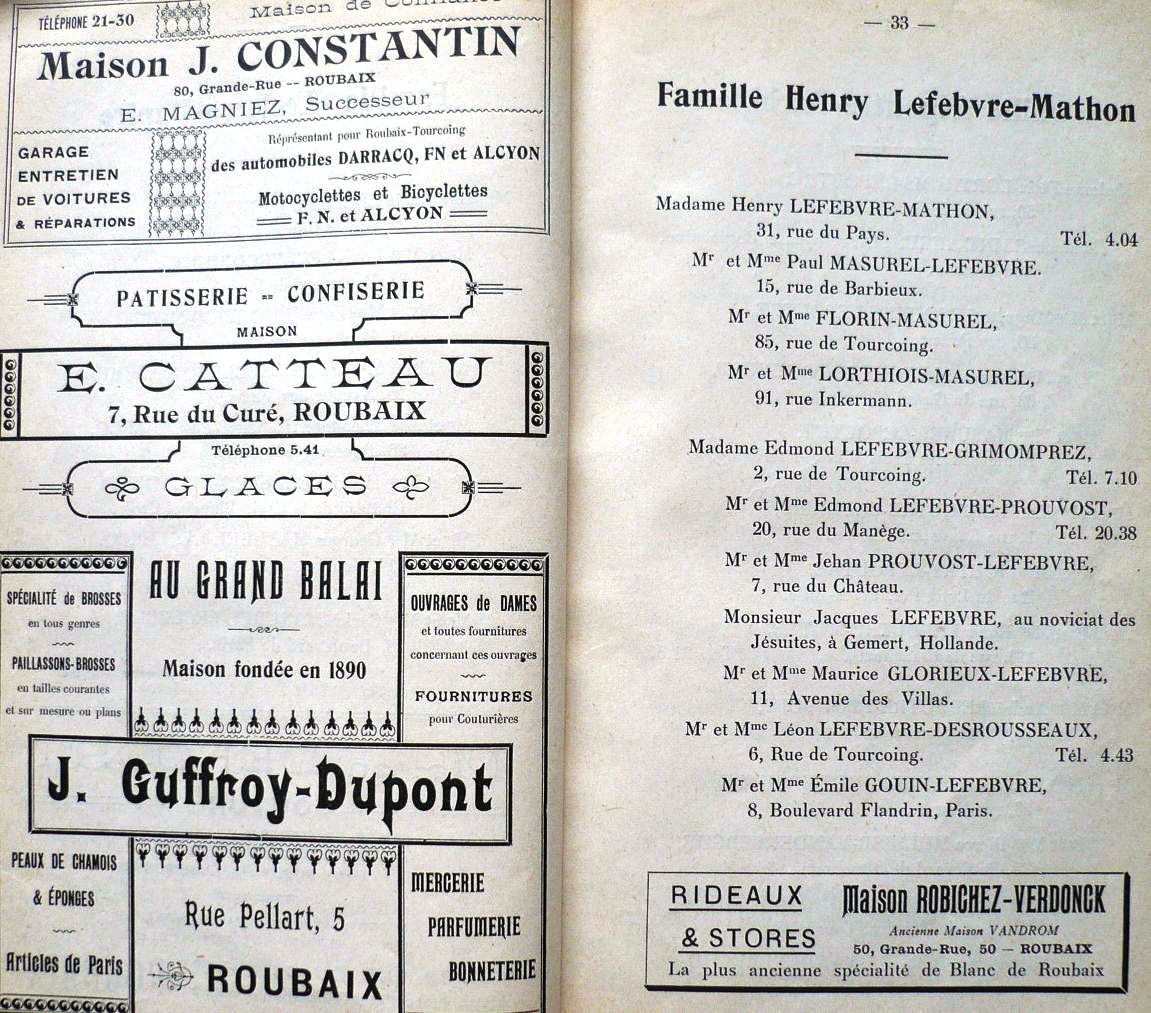 TÉLÉPHONE 21-30
Maison de Confiance
Maison J. CONSTANTIN
80, Grande-Rue -- ROUBAIX
E. MAGNIEZ, Successeur
GARAGE
ENTRETIEN
DE VOITURES
& RÉPARATIONS
Réprésentant pour Roubaix-Tourcoing
des automobiles DARRACQ, FN et ALCYON
Motocyclettes et Bicyclettes
F. N. et ALCYON
PATISSERIE -- CONFISERIE
MAISON
E. CATTEAU
7, Rue du Curé, ROUBAIX
Téléphone 5.41
GLACES
SPÉCIALITÉ de BROSSES
en tous genres
PAILLASSONS-BROSSES
en tailles courantes
et sur mesure ou plans
AU GRAND BALAI
Maison fondée en 1890
OUVRAGES de DAMES
et toutes fournitures
concernant ces ouvrages
FOURNITURES
pour Couturières
J. Guffroy-Dupont
PEAUX DE CHAMOIS
& ÉPONGES
Articles de Paris
Rue Pellart, 5
ROUBAIX
MERCERIE
PARFUMERIE
BONNETERIE
— 33 —
Famille Henry Lefebvre-Mathon
Madame Henry LEFEBVRE-MATHON,
31, rue du Pays. Tél. 4.04
Mr et Mme Paul MASUREL-LEFEBVRE.
15, rue de Barbieux.
Mr et Mme FLORIN-MASUREL,
85, rue de Tourcoing.
Mr et Mme LORTHIOIS-MASUREL,
91, rue Inkermann.
Madame Edmond LEFEBVRE-GRIMOMPREZ,
2, rue de Tourcoing. Tél. 7.10
Mr et Mme Edmond LEFEBVRE-PROUVOST,
20, rue du Manège. Tél. 20.38
Mr et Mme Jehan PROUVOST-LEFEBVRE,
7, rue du Château.
Monsieur Jacques LEFEBVRE, au noviciat des
Jésuites, à Gemert, Hollande.
Mr et Mme Maurice GLORIEUX-LEFEBVRE,
11, Avenue des Villas.
Mr et Mme Léon LEFEBVRE-DESROUSSEAUX,
6, Rue de Tourcoing. Tél. 4.43
Mr et Mme Émile GOUIN-LEFEBVRE,
8, Boulevard Flandrin, Paris.
RIDEAUX
& STORES
Maison ROBICHEZ-VERDONCK
Ancienne Maison VANDROM
50, Grande-Rue, 50 — ROUBAIX
La plus ancienne spécialité de Blanc de Roubaix